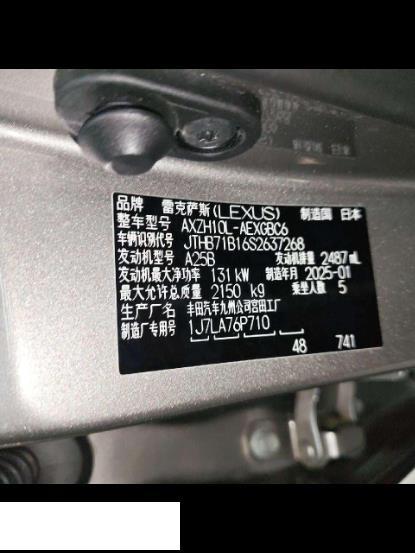 品牌 雷克萨斯(LEXUS) 制造国 日本
整车型号 AXZH10L-AEXGBC6
车辆识别代号 JTHB71B16S2637268
发动机型号 A25B 发动机排量 2487mL
发动机最大净功率 131kW 制造年月 2025-01
最大允许总质量 2150 kg 乘坐人数 5
生产厂名 丰田汽车九州公司宫田工厂
制造厂专用号 1J7LA76P710
48 741